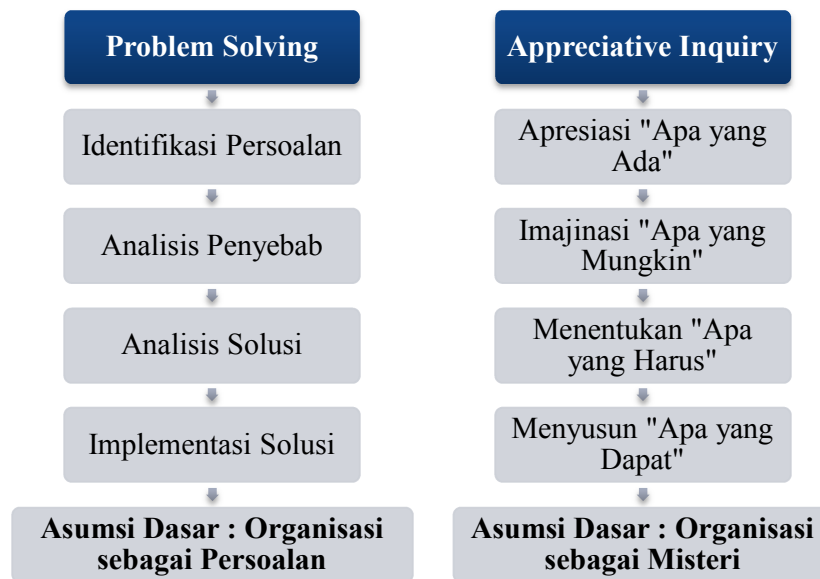 Problem Solving
Identifikasi Persoalan
Analisis Penyebab
Analisis Solusi
Implementasi Solusi
Asumsi Dasar : Organisasi
sebagai Persoalan
Appreciative Inquiry
Apresiasi "Apa yang
Ada"
Imajinasi "Apa yang
Mungkin"
Menentukan "Apa
yang Harus"
Menyusun "Apa yang
Dapat"
Asumsi Dasar : Organisasi
sebagai Misteri